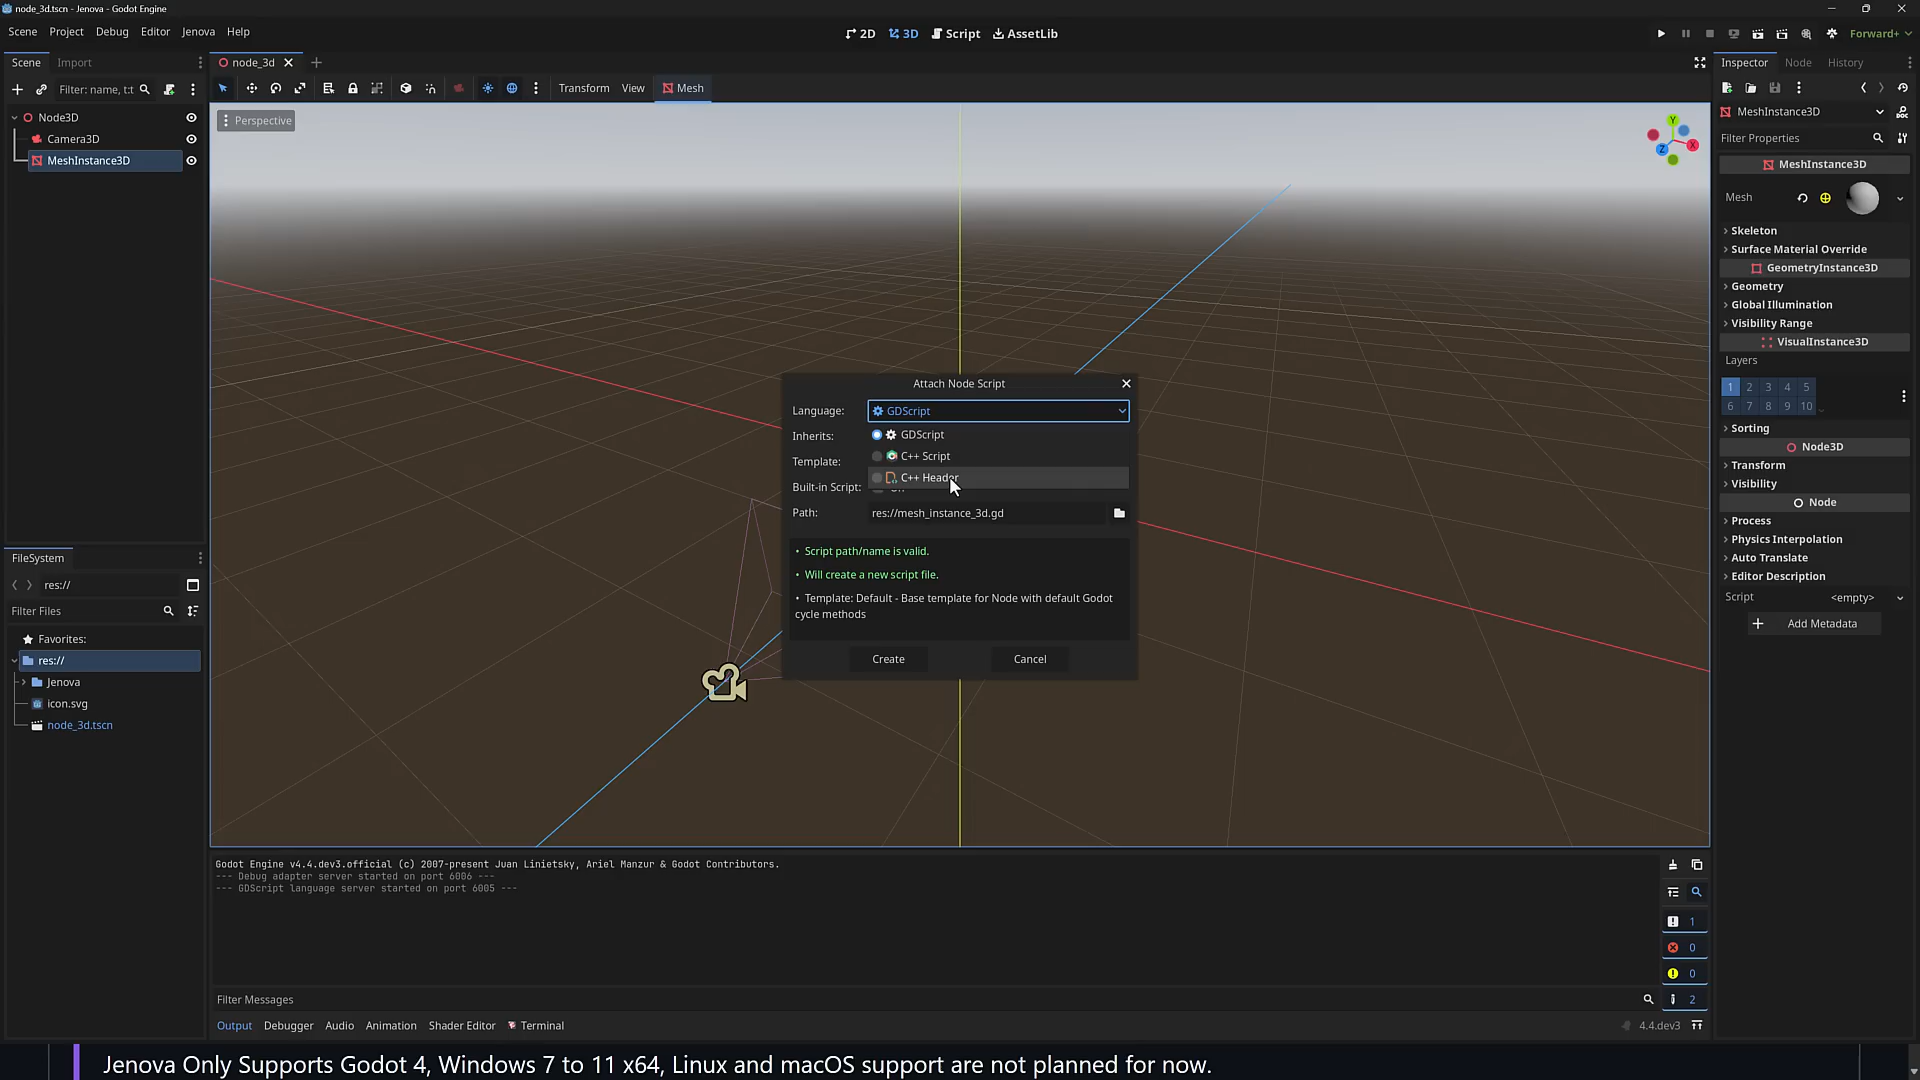 node_3d.tscn - Jenova - Godot Engine
Scene Project Debug Editor Jenova Help
2D 3D Script AssetLib
Forward+
Scene Import
node_3d
Inspector Node History
Filter: name, t:t
Transform View Mesh
Node3D
Camera3D
MeshInstance3D
Perspective
Y
X
Z
MeshInstance3D
Filter Properties
MeshInstance3D
Mesh
Skeleton
Surface Material Override
GeometryInstance3D
Geometry
Global Illumination
Visibility Range
VisualInstance3D
Layers
1 2 3 4 5
6 7 8 9 10
Sorting
Node3D
Transform
Visibility
Node
Process
Physics Interpolation
Auto Translate
Editor Description
Script <empty>
Add Metadata
Attach Node Script
Language: GDScript
Inherits:
Template:
Built-in Script:
GDScript
C++ Script
C++ Header
Path: res://mesh_instance_3d.gd
• Script path/name is valid.
• Will create a new script file.
• Template: Default - Base template for Node with default Godot
cycle methods
Create Cancel
FileSystem
res://
Filter Files
Favorites:
res://
Jenova
icon.svg
node_3d.tscn
Godot Engine v4.4.dev3.official (c) 2007-present Juan Linietsky, Ariel Manzur & Godot Contributors.
--- Debug adapter server started on port 6006 ---
--- GDScript language server started on port 6005 ---
1
0
0
2
Filter Messages
Output Debugger Audio Animation Shader Editor Terminal
4.4.dev3
Jenova Only Supports Godot 4, Windows 7 to 11 x64, Linux and macOS support are not planned for now.